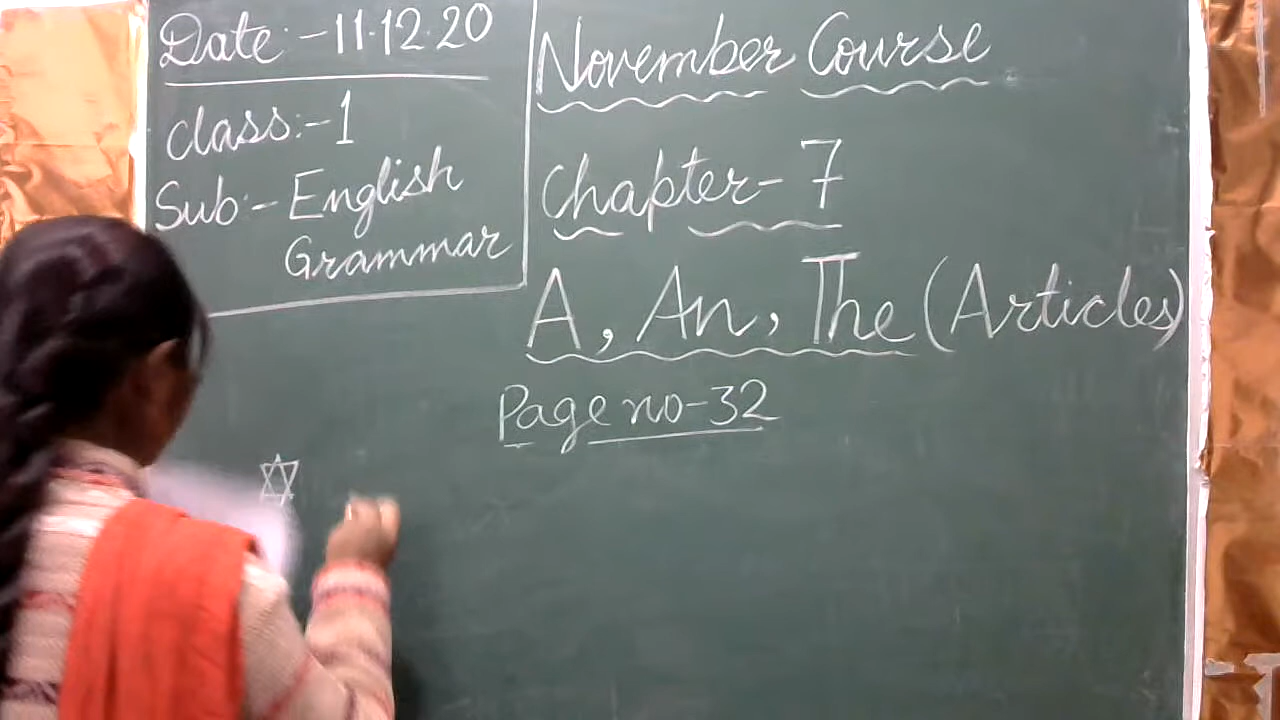 Date:-11.12.20
Class:-1
Sub:-English
Grammar
November Course
Chapter-7
A, An, The (Articles)
Page no-32